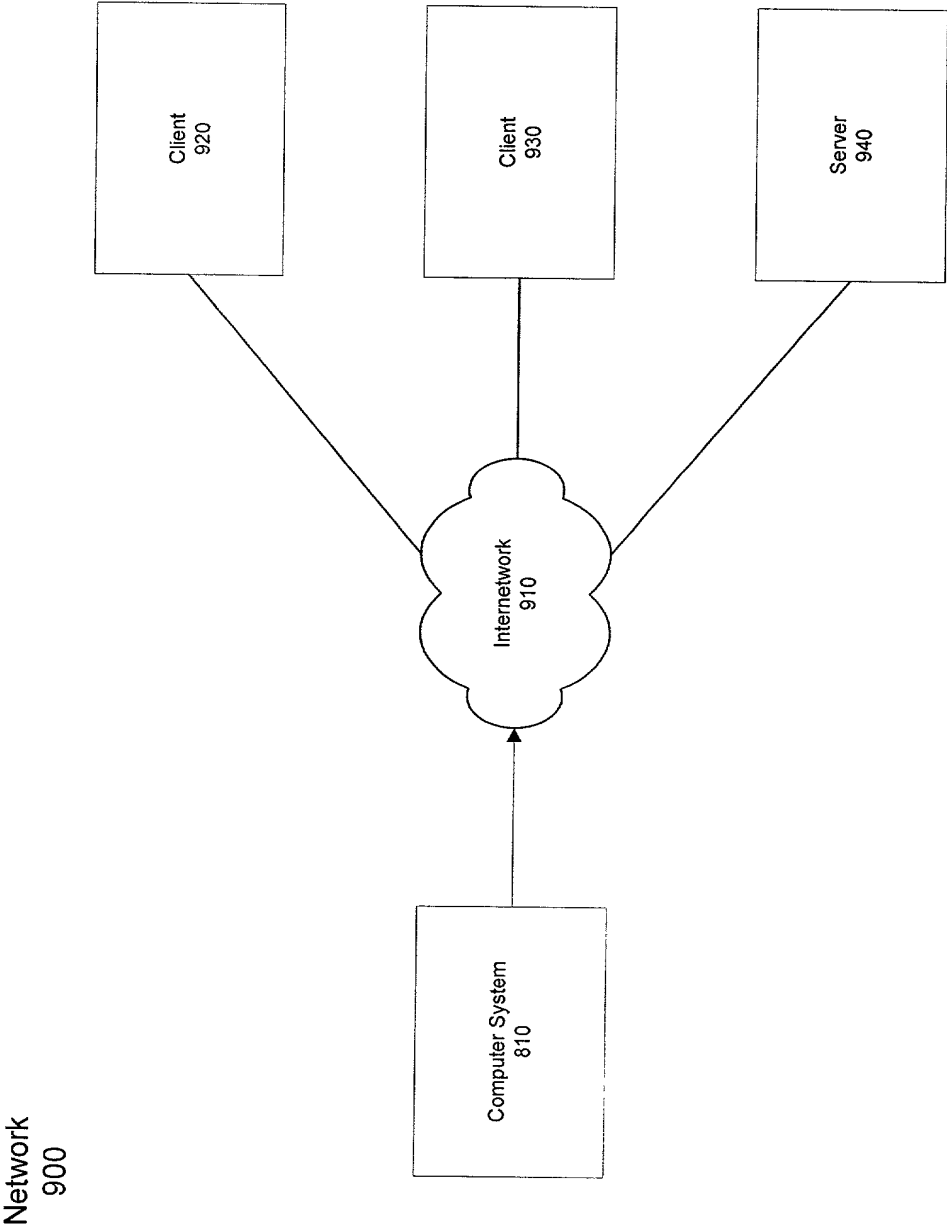 Network
900
Computer System
810
Internetwork
910
Client
920
Client
930
Server
940